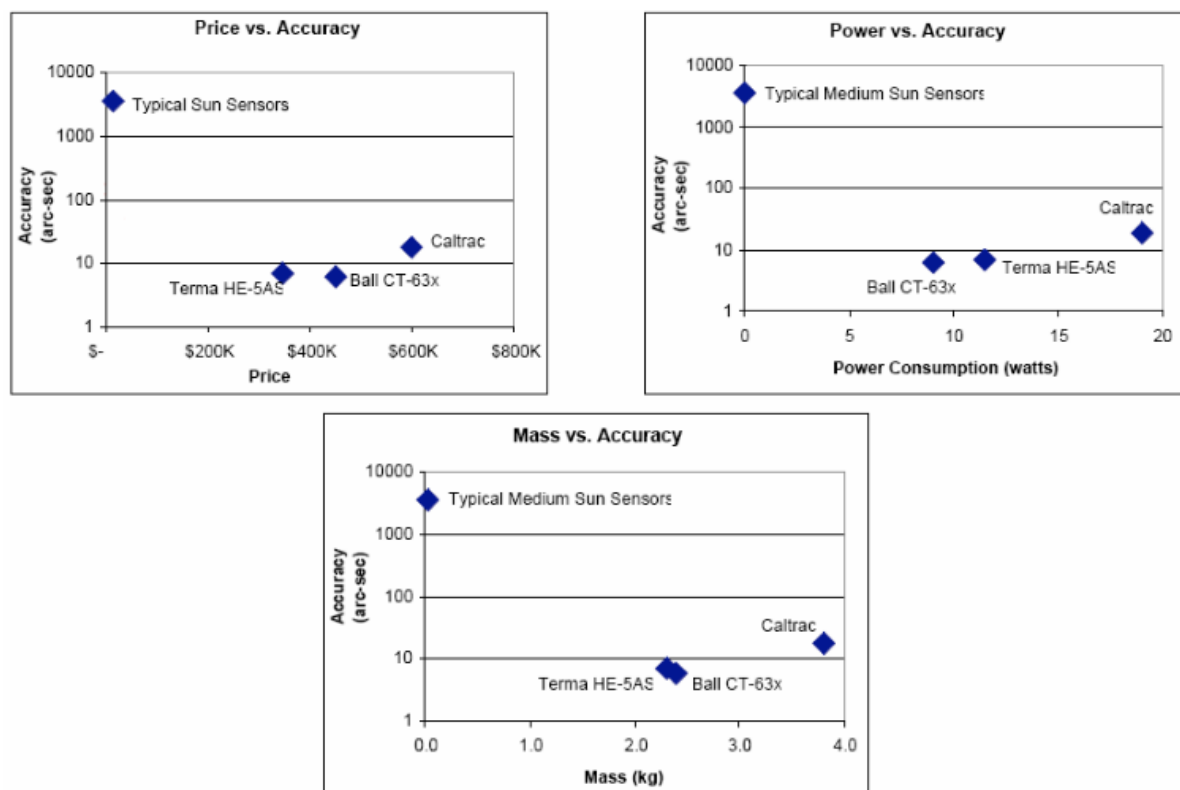 Price vs. Accuracy
Accuracy
(arc-sec)
10000
1000
100
10
1
Typical Sun Sensors
Caltrac
Terma HE-5AS
Ball CT-63x
$-
$200K
$400K
$600K
$800K
Price
Power vs. Accuracy
Accuracy
(arc-sec)
10000
1000
100
10
1
Typical Medium Sun Sensors
Caltrac
Terma HE-5AS
Ball CT-63x
0
5
10
15
20
Power Consumption (watts)
Mass vs. Accuracy
Accuracy
(arc-sec)
10000
1000
100
10
1
Typical Medium Sun Sensors
Caltrac
Terma HE-5AS
Ball CT-63x
0.0
1.0
2.0
3.0
4.0
Mass (kg)